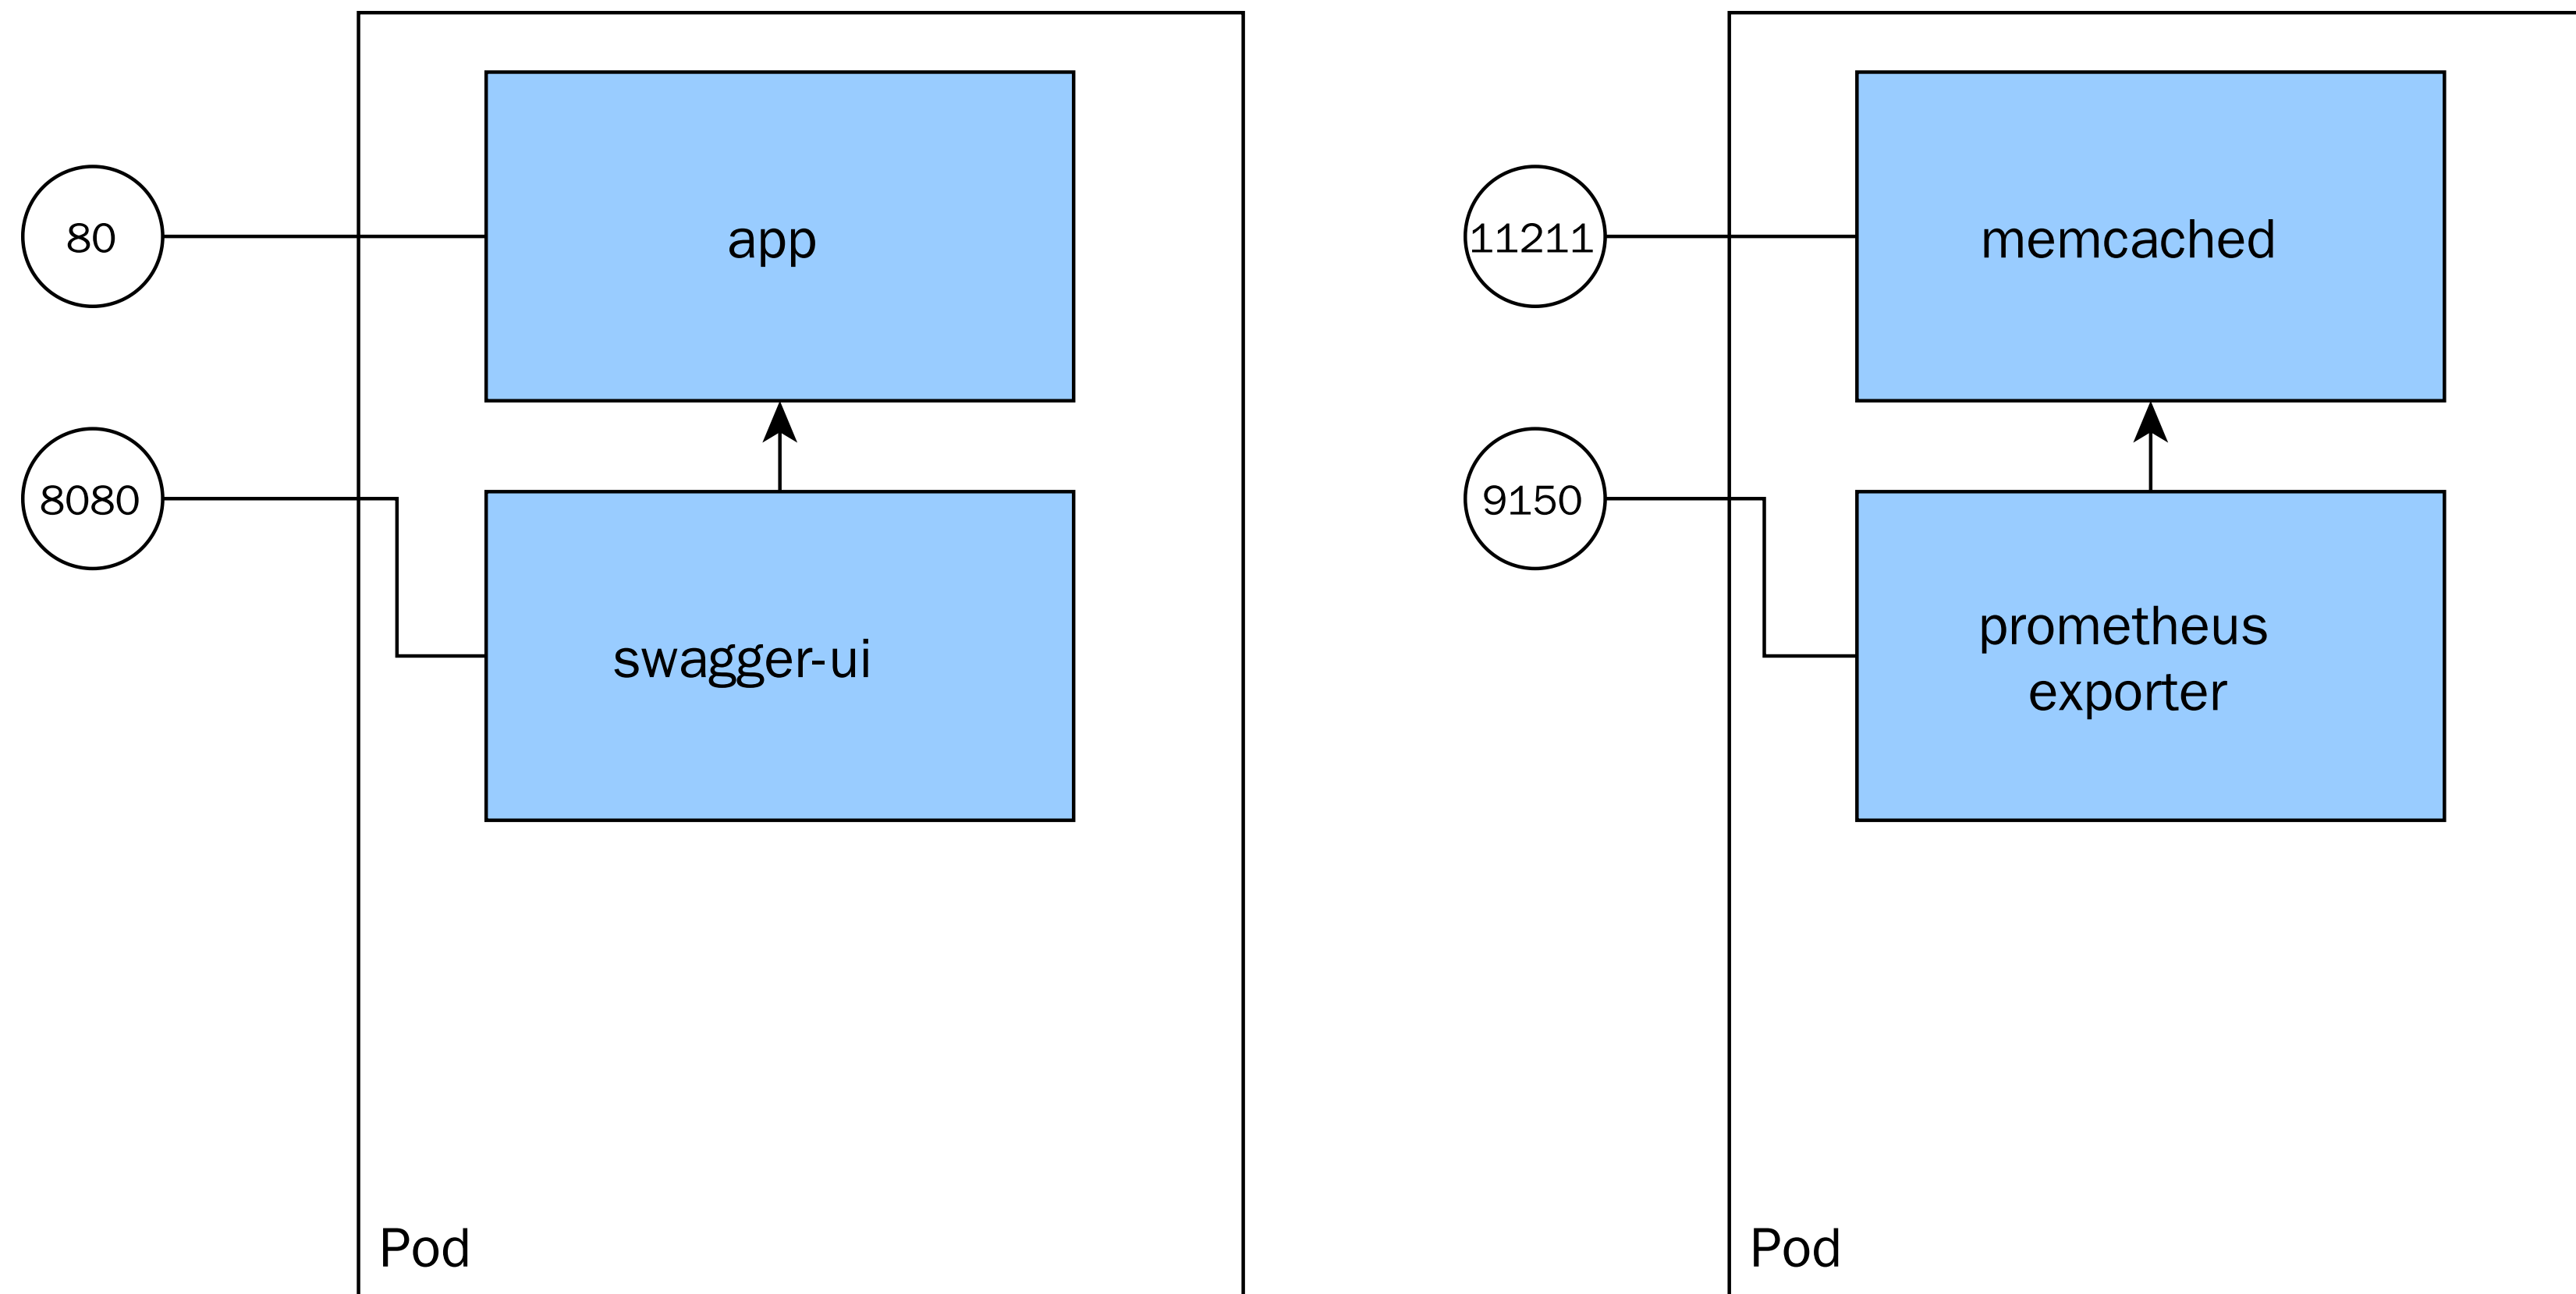 80
app
8080
swagger-ui
Pod
11211
memcached
9150
prometheus
exporter
Pod